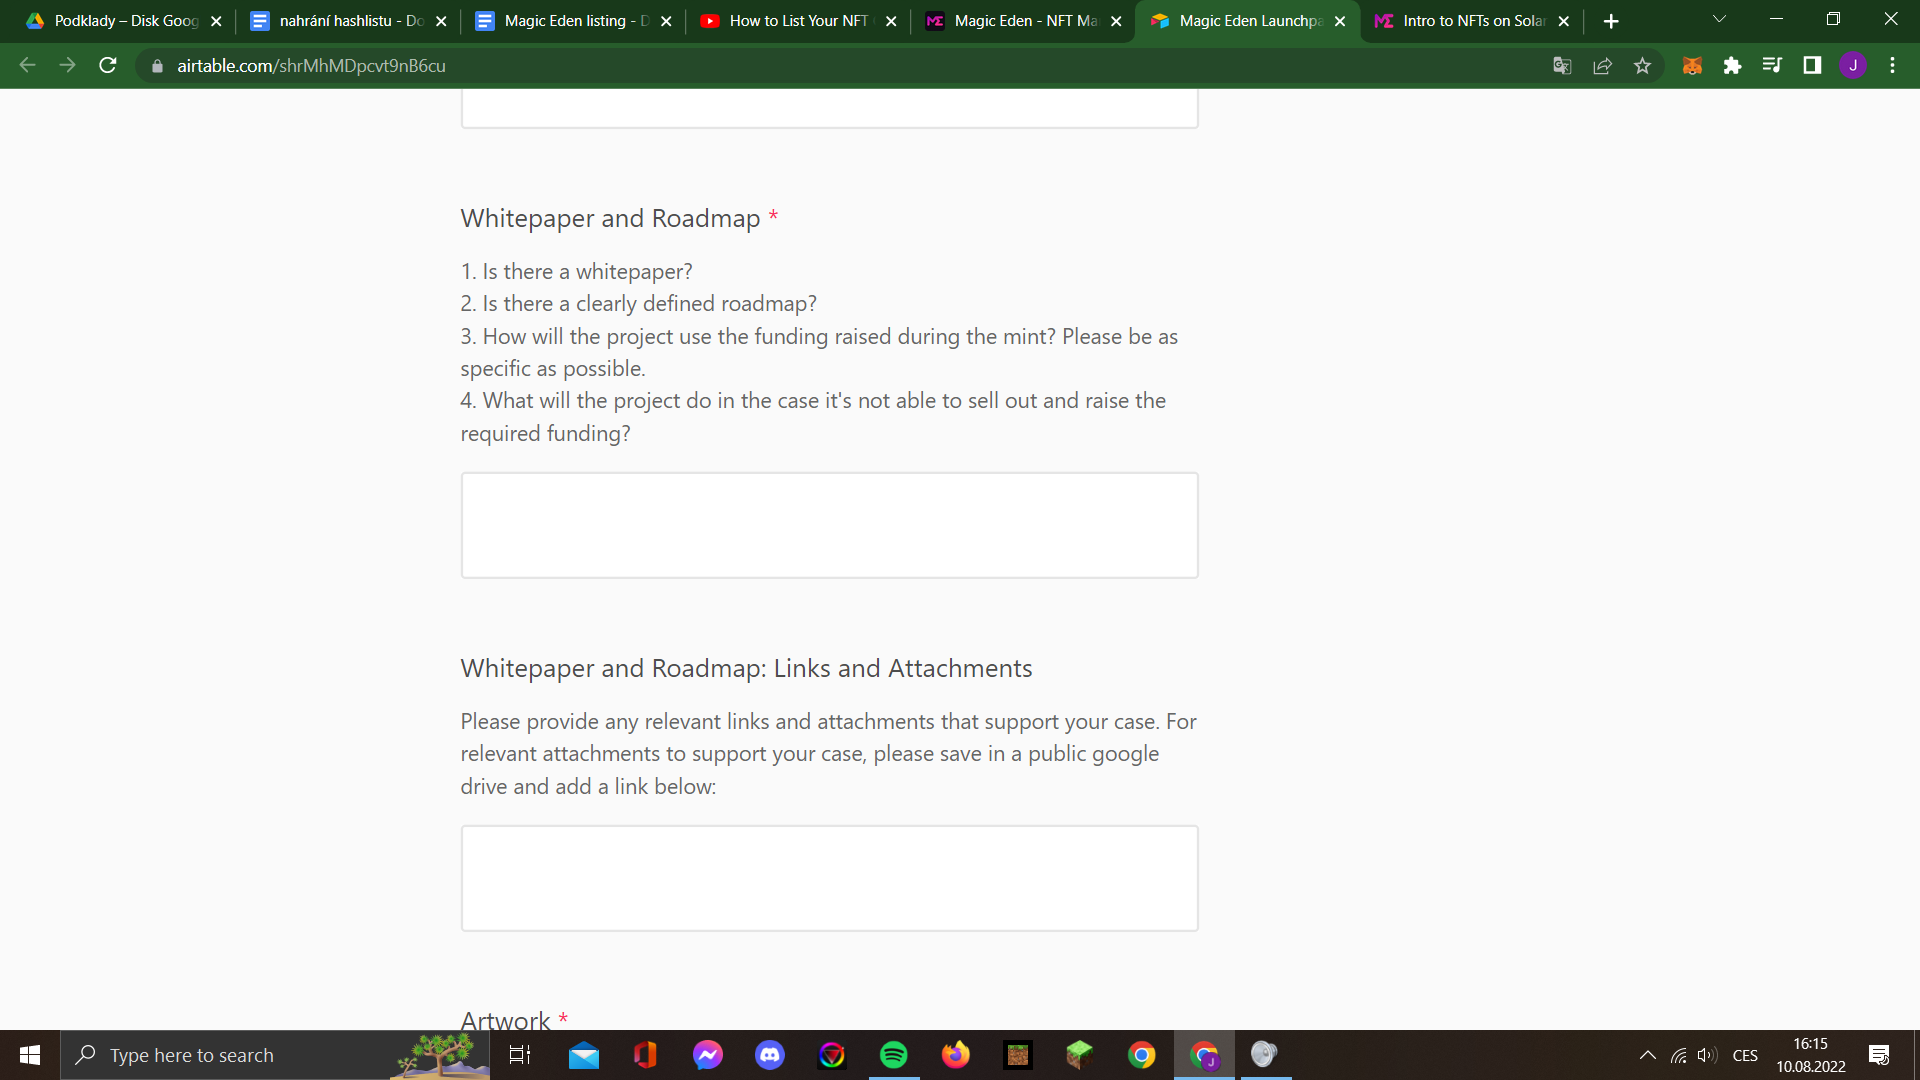 Podklady – Disk Goog
nahrání hashlistu - Do
Magic Eden listing - D
How to List Your NFT
Magic Eden - NFT Ma
Magic Eden Launchpa
Intro to NFTs on Solar
airtable.com/shrMhMDpcvt9nB6cu
J
Whitepaper and Roadmap *
1. Is there a whitepaper?
2. Is there a clearly defined roadmap?
3. How will the project use the funding raised during the mint? Please be as
specific as possible.
4. What will the project do in the case it's not able to sell out and raise the
required funding?
Whitepaper and Roadmap: Links and Attachments
Please provide any relevant links and attachments that support your case. For
relevant attachments to support your case, please save in a public google
drive and add a link below:
Artwork *
Type here to search
CES
16:15
10.08.2022